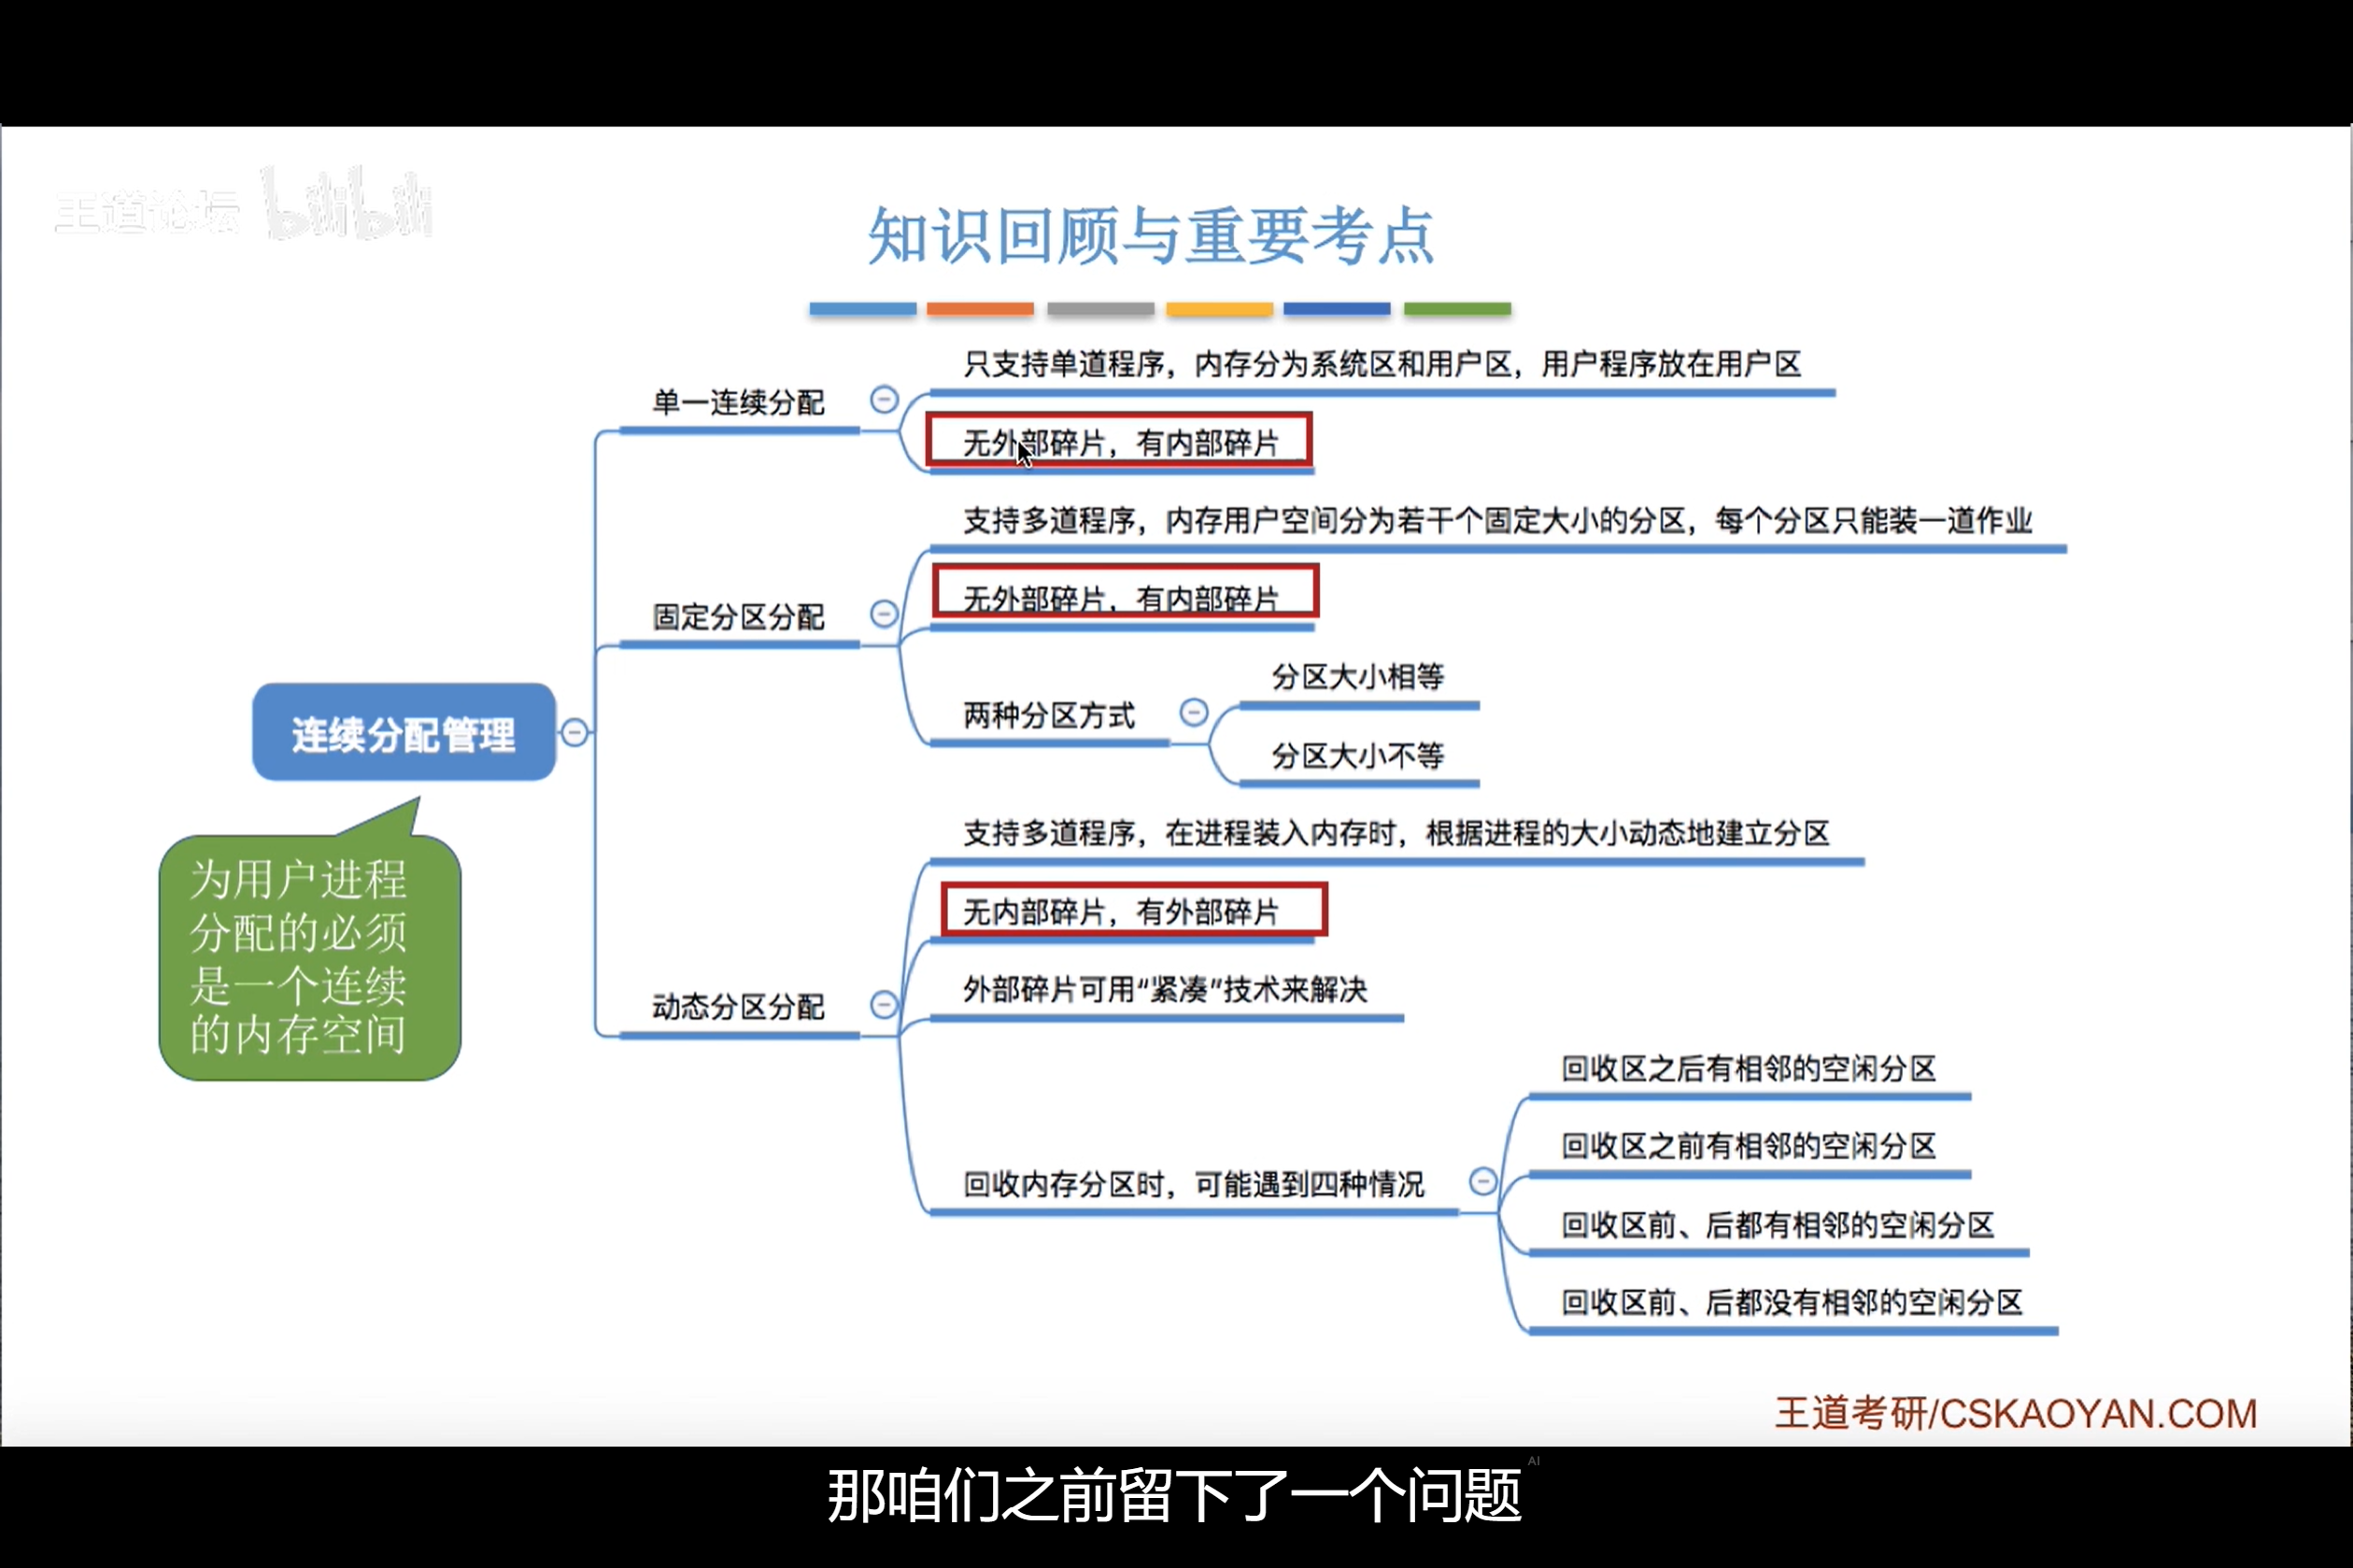 王道论坛 bilibili
知识回顾与重要考点
单一连续分配
只支持单道程序，内存分为系统区和用户区，用户程序放在用户区
无外部碎片，有内部碎片
固定分区分配
支持多道程序，内存用户空间分为若干个固定大小的分区，每个分区只能装一道作业
无外部碎片，有内部碎片
两种分区方式
分区大小相等
分区大小不等
连续分配管理
为用户进程
分配的必须
是一个连续
的内存空间
动态分区分配
支持多道程序，在进程装入内存时，根据进程的大小动态地建立分区
无内部碎片，有外部碎片
外部碎片可用“紧凑”技术来解决
回收内存分区时，可能遇到四种情况
回收区之后有相邻的空闲分区
回收区之前有相邻的空闲分区
回收区前、后都有相邻的空闲分区
回收区前、后都没有相邻的空闲分区
王道考研/CSKAOYAN.COM
那咱们之前留下了一个问题
AI